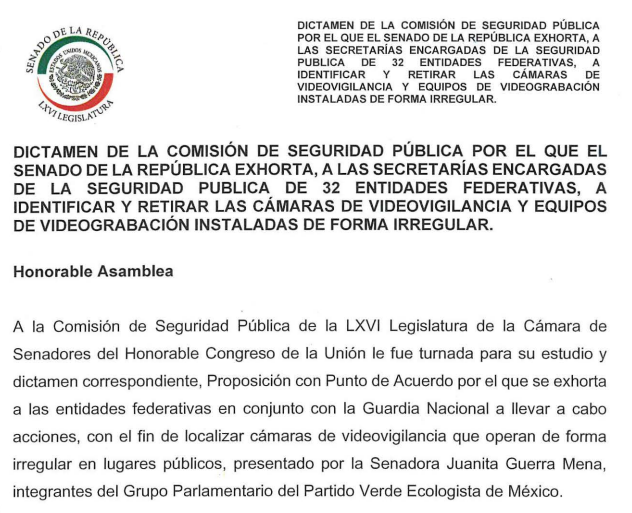 SENADO DE LA REPÚBLICA
ESTADOS UNIDOS MEXICANOS
LXVI LEGISLATURA
DICTAMEN DE LA COMISIÓN DE SEGURIDAD PÚBLICA
POR EL QUE EL SENADO DE LA REPÚBLICA EXHORTA, A
LAS SECRETARÍAS ENCARGADAS DE LA SEGURIDAD
PUBLICA DE 32 ENTIDADES FEDERATIVAS, A
IDENTIFICAR Y RETIRAR LAS CÁMARAS DE
VIDEOVIGILANCIA Y EQUIPOS DE VIDEOGRABACIÓN
INSTALADAS DE FORMA IRREGULAR.
DICTAMEN DE LA COMISIÓN DE SEGURIDAD PÚBLICA POR EL QUE EL
SENADO DE LA REPÚBLICA EXHORTA, A LAS SECRETARÍAS ENCARGADAS
DE LA SEGURIDAD PUBLICA DE 32 ENTIDADES FEDERATIVAS, A
IDENTIFICAR Y RETIRAR LAS CÁMARAS DE VIDEOVIGILANCIA Y EQUIPOS
DE VIDEOGRABACIÓN INSTALADAS DE FORMA IRREGULAR.
Honorable Asamblea
A la Comisión de Seguridad Pública de la LXVI Legislatura de la Cámara de
Senadores del Honorable Congreso de la Unión le fue turnada para su estudio y
dictamen correspondiente, Proposición con Punto de Acuerdo por el que se exhorta
a las entidades federativas en conjunto con la Guardia Nacional a llevar a cabo
acciones, con el fin de localizar cámaras de videovigilancia que operan de forma
irregular en lugares públicos, presentado por la Senadora Juanita Guerra Mena,
integrantes del Grupo Parlamentario del Partido Verde Ecologista de México.